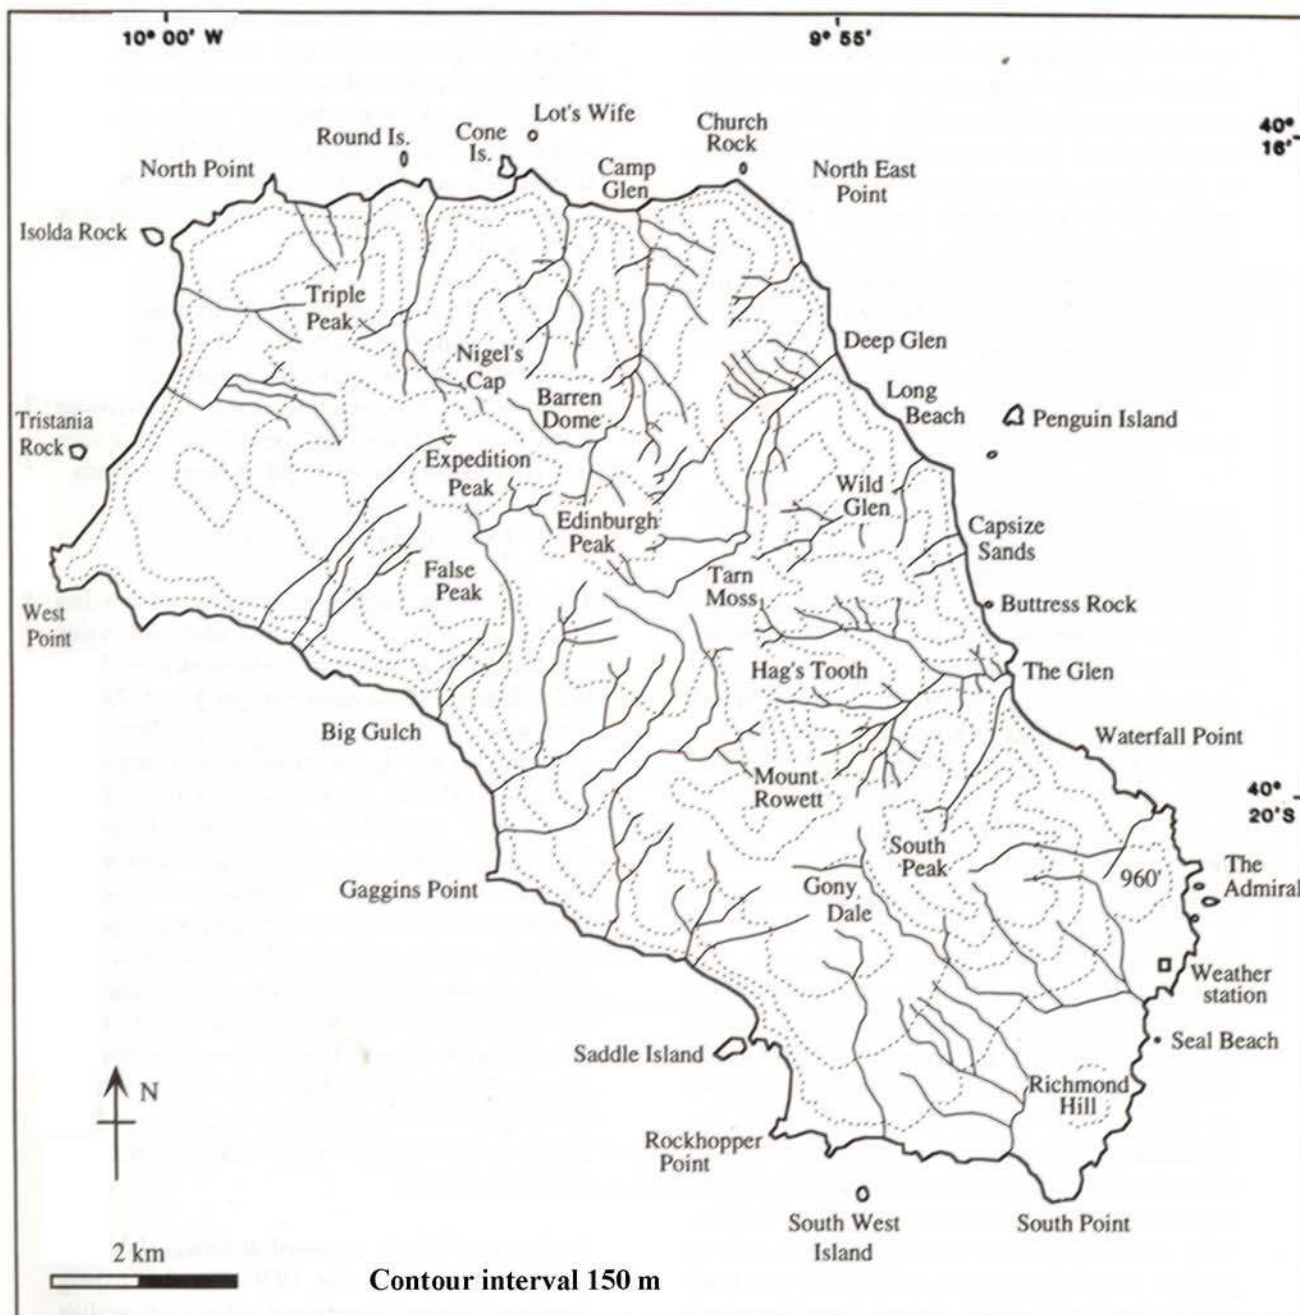 10° 00' W
9° 55'
Lot's Wife
Church
Rock
Round Is.
Cone
Is.
40°
16'
North Point
Camp
Glen
North East
Point
Isolda Rock
Triple
Peak
Deep Glen
Nigel's
Cap
Long
Beach
Barren
Dome
Penguin Island
Tristania
Rock
Expedition
Peak
Wild
Glen
Edinburgh
Peak
Capsize
Sands
False
Peak
Tarn
Moss
Buttress Rock
West
Point
Hag's Tooth
The Glen
Big Gulch
Waterfall Point
Mount
Rowett
40°
20'S
South
Peak
The
Admiral
960'
Gaggins Point
Gony
Dale
Weather
station
Saddle Island
Seal Beach
N
Richmond
Hill
Rockhopper
Point
South West
Island
South Point
2 km
Contour interval 150 m